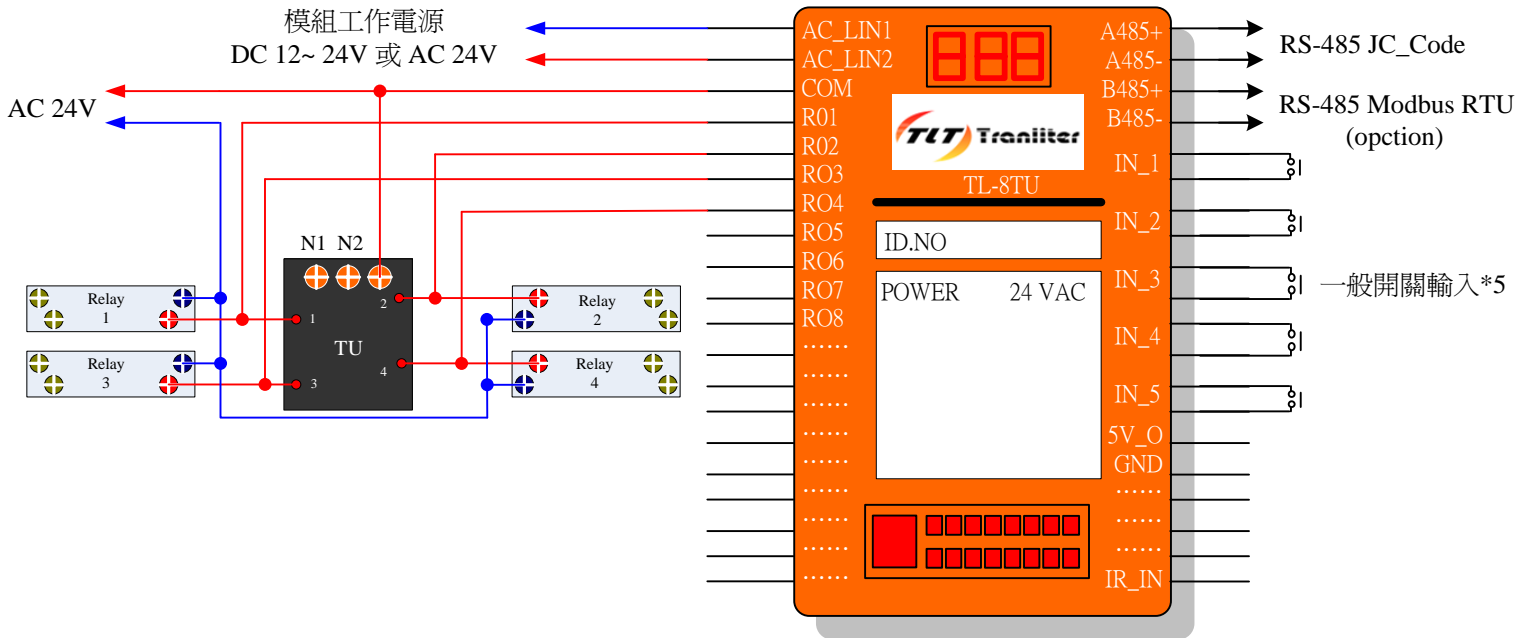 模組工作電源
DC 12~ 24V 或 AC 24V
AC 24V
N1 N2
Relay
1
Relay
3
1
2
3
4
TU
Relay
2
Relay
4
AC_LIN1
AC_LIN2
COM
R01
R02
RO3
RO4
RO5
RO6
RO7
RO8
......
......
......
......
......
......
......
......
TLT Traniiter
TL-8TU
ID.NO
POWER 24 VAC
A485+
A485-
B485+
B485-
IN_1
IN_2
IN_3
IN_4
IN_5
5V_O
GND
......
......
......
IR_IN
RS-485 JC_Code
RS-485 Modbus RTU
(opction)
一般開關輸入*5